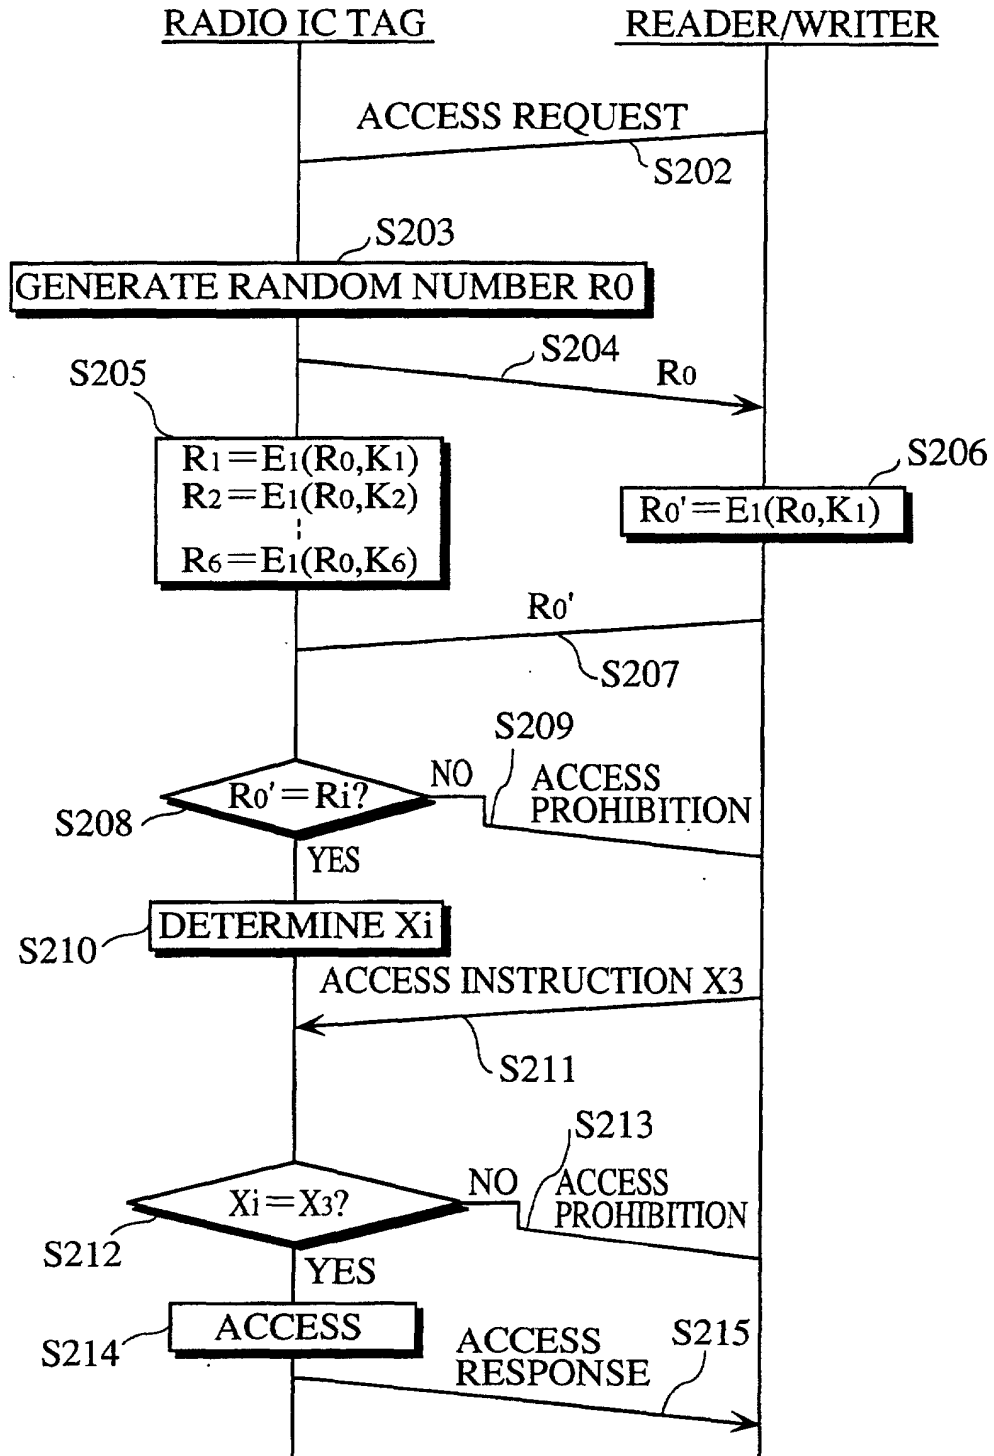 RADIO IC TAG
READER/WRITER
ACCESS REQUEST
S202
S203
GENERATE RANDOM NUMBER R0
S204
R0
S205
R1=E1(R0,K1)
R2=E1(R0,K2)
R6=E1(R0,K6)
S206
R0'=E1(R0,K1)
R0'
S207
S209
NO
ACCESS
PROHIBITION
R0'=Ri?
S208
YES
DETERMINE Xi
S210
ACCESS INSTRUCTION X3
S211
S213
NO
ACCESS
PROHIBITION
Xi=X3?
S212
YES
ACCESS
S214
ACCESS
RESPONSE
S215